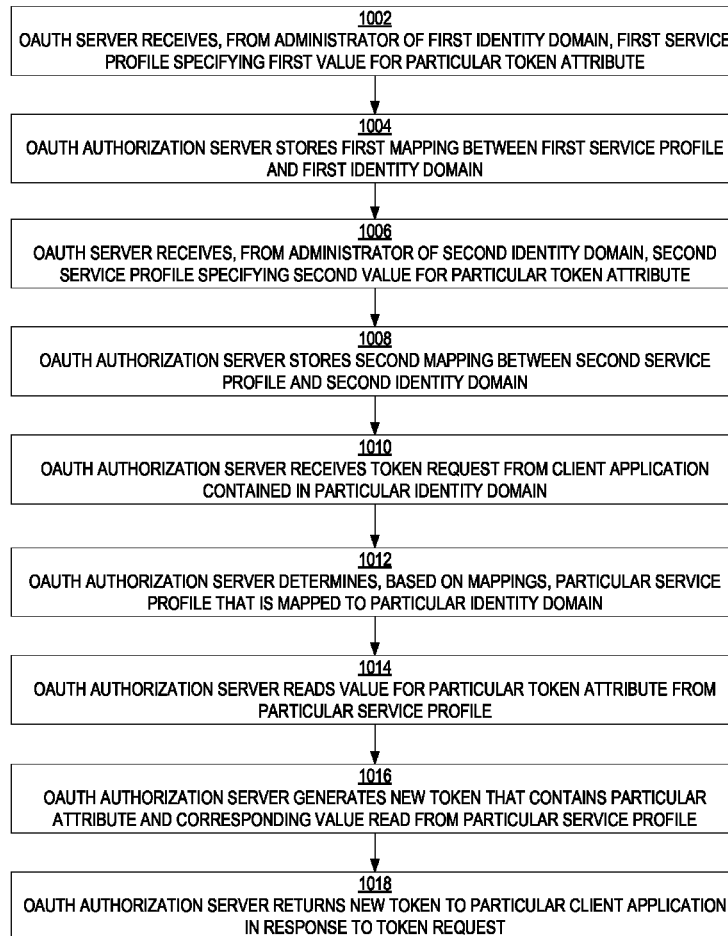 1002
OAUTH SERVER RECEIVES, FROM ADMINISTRATOR OF FIRST IDENTITY DOMAIN, FIRST SERVICE
PROFILE SPECIFYING FIRST VALUE FOR PARTICULAR TOKEN ATTRIBUTE
1004
OAUTH AUTHORIZATION SERVER STORES FIRST MAPPING BETWEEN FIRST SERVICE PROFILE
AND FIRST IDENTITY DOMAIN
1006
OAUTH SERVER RECEIVES, FROM ADMINISTRATOR OF SECOND IDENTITY DOMAIN, SECOND
SERVICE PROFILE SPECIFYING SECOND VALUE FOR PARTICULAR TOKEN ATTRIBUTE
1008
OAUTH AUTHORIZATION SERVER STORES SECOND MAPPING BETWEEN SECOND SERVICE
PROFILE AND SECOND IDENTITY DOMAIN
1010
OAUTH AUTHORIZATION SERVER RECEIVES TOKEN REQUEST FROM CLIENT APPLICATION
CONTAINED IN PARTICULAR IDENTITY DOMAIN
1012
OAUTH AUTHORIZATION SERVER DETERMINES, BASED ON MAPPINGS, PARTICULAR SERVICE
PROFILE THAT IS MAPPED TO PARTICULAR IDENTITY DOMAIN
1014
OAUTH AUTHORIZATION SERVER READS VALUE FOR PARTICULAR TOKEN ATTRIBUTE FROM
PARTICULAR SERVICE PROFILE
1016
OAUTH AUTHORIZATION SERVER GENERATES NEW TOKEN THAT CONTAINS PARTICULAR
ATTRIBUTE AND CORRESPONDING VALUE READ FROM PARTICULAR SERVICE PROFILE
1018
OAUTH AUTHORIZATION SERVER RETURNS NEW TOKEN TO PARTICULAR CLIENT APPLICATION
IN RESPONSE TO TOKEN REQUEST